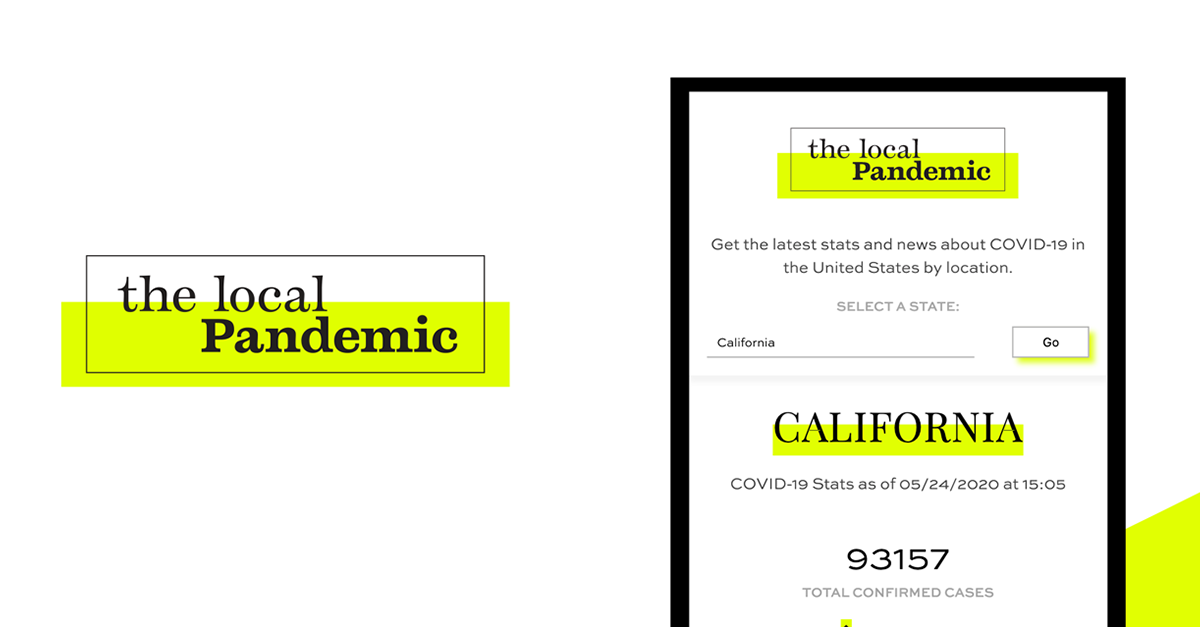 the local
Pandemic
the local
Pandemic
Get the latest stats and news about COVID-19 in
the United States by location.
SELECT A STATE:
California
Go
CALIFORNIA
COVID-19 Stats as of 05/24/2020 at 15:05
93157
TOTAL CONFIRMED CASES